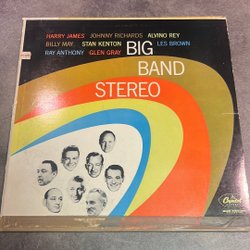 HARRY JAMES JOHNNY RICHARDS ALVINO REY
BILLY MAY STAN KENTON LES BROWN
RAY ANTHONY GLEN GRAY
BIG
BAND
STEREO
Capitol